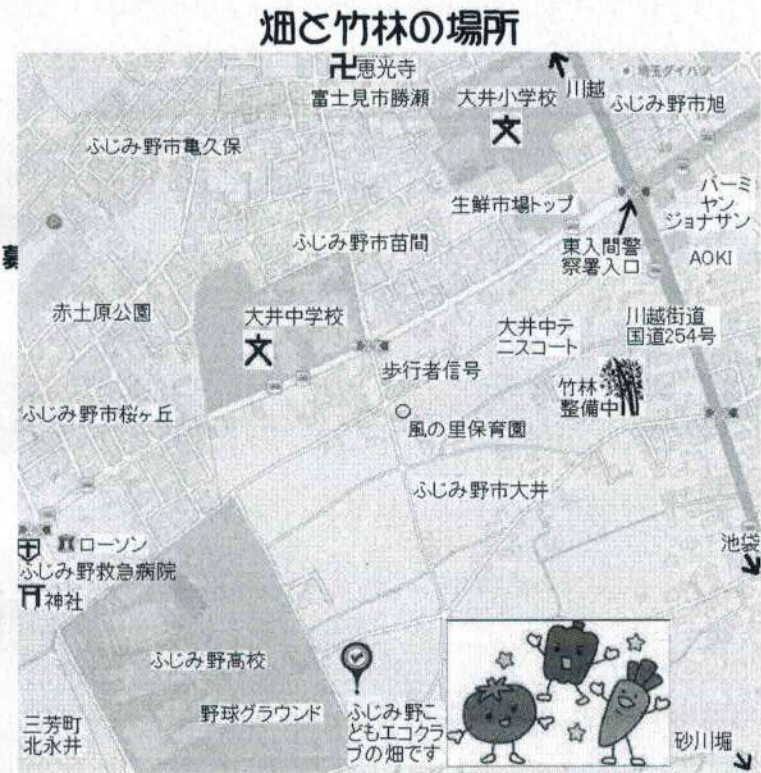 畑と竹林の場所
恵光寺
富士見市勝瀬
大井小学校
川越
埼玉ダイハツ
ふじみ野市旭
ふじみ野市亀久保
生鮮市場トップ
バーミ
ヤン
ジョナサン
ふじみ野市苗間
東入間警
察署入口
AOKI
赤土原公園
大井中学校
大井中テ
ニスコート
川越街道
国道254号
歩行者信号
竹林
整備中
ふじみ野市桜ヶ丘
風の里保育園
ふじみ野市大井
ローソン
池袋
ふじみ野救急病院
神社
ふじみ野高校
野球グラウンド
ふじみ野こ
どもエコクラ
ブの畑です
三芳町
北永井
砂川堀